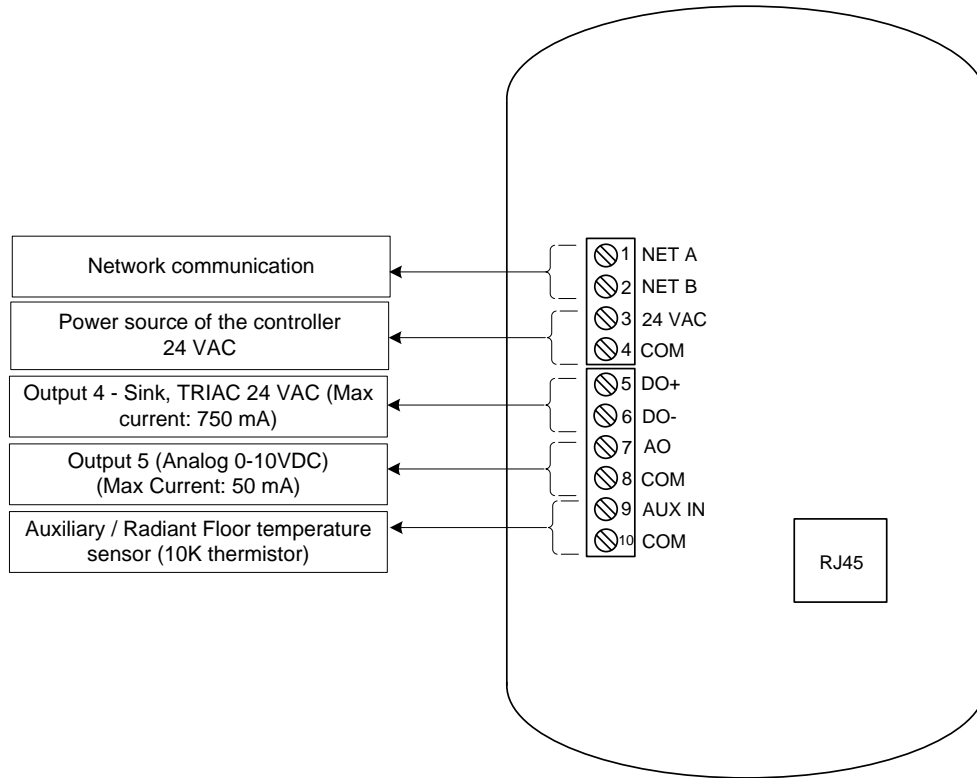 Network communication
Power source of the controller
24 VAC
Output 4 - Sink, TRIAC 24 VAC (Max
current: 750 mA)
Output 5 (Analog 0-10VDC)
(Max Current: 50 mA)
Auxiliary / Radiant Floor temperature
sensor (10K thermistor)
1 NET A
2 NET B
3 24 VAC
4 COM
5 DO+
6 DO-
7 AO
8 COM
9 AUX IN
10 COM
RJ45